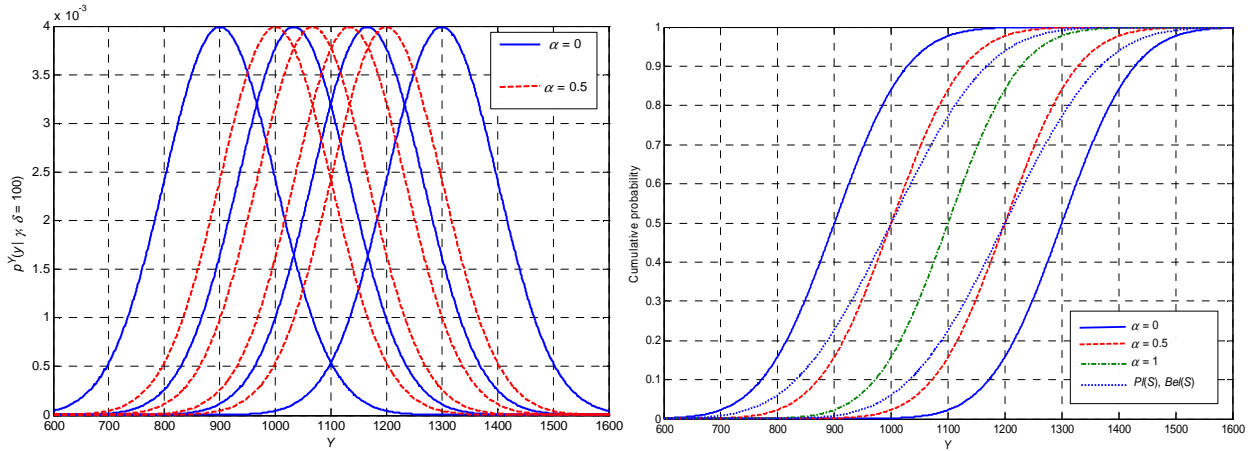 x 10⁻³
4
3.5
3
2.5
2
1.5
1
0.5
0
pʸ(y | γ, δ = 100)
600 700 800 900 1000 1100 1200 1300 1400 1500 1600
Y
α = 0
α = 0.5
1
0.9
0.8
0.7
0.6
0.5
0.4
0.3
0.2
0.1
0
Cumulative probability
600 700 800 900 1000 1100 1200 1300 1400 1500 1600
Y
α = 0
α = 0.5
α = 1
Pl(S), Bel(S)